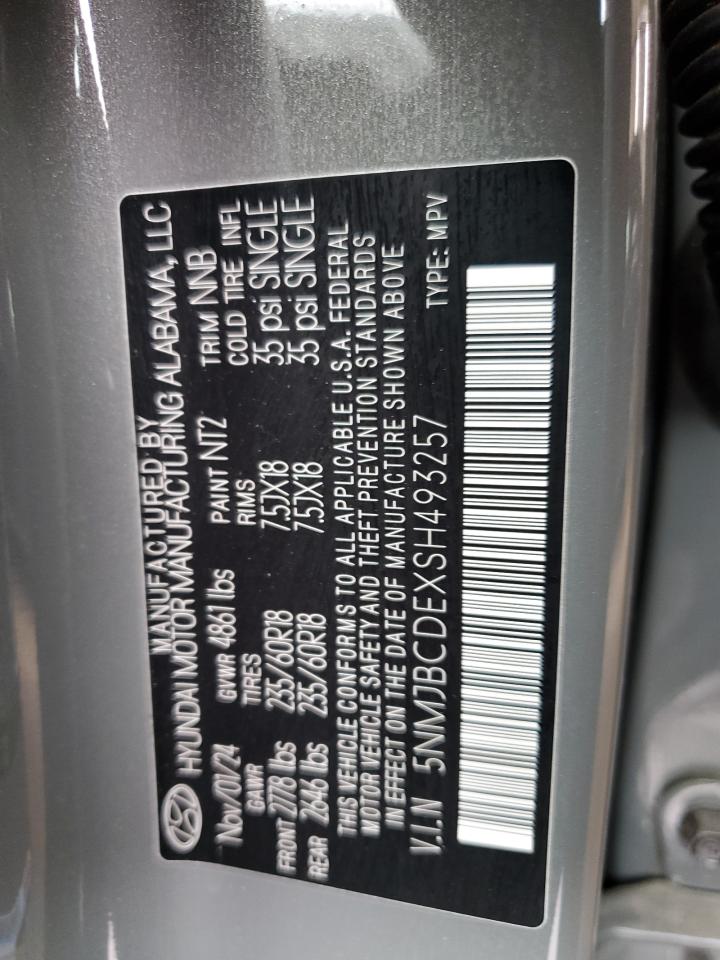 MANUFACTURED BY
HYUNDAI MOTOR MANUFACTURING ALABAMA, LLC
Nov/01/24 GVWR 4861 lbs PAINT NT2 TRIM NNB
GAWR TIRES RIMS COLD TIRE INFL
FRONT 2778 lbs 235/60R18 7.5JX18 35 psi SINGLE
REAR 2646 lbs 235/60R18 7.5JX18 35 psi SINGLE
THIS VEHICLE CONFORMS TO ALL APPLICABLE U.S.A. FEDERAL
MOTOR VEHICLE SAFETY AND THEFT PREVENTION STANDARDS
IN EFFECT ON THE DATE OF MANUFACTURE SHOWN ABOVE
V.I.N 5NMJBCDEXSH493257 TYPE: MPV